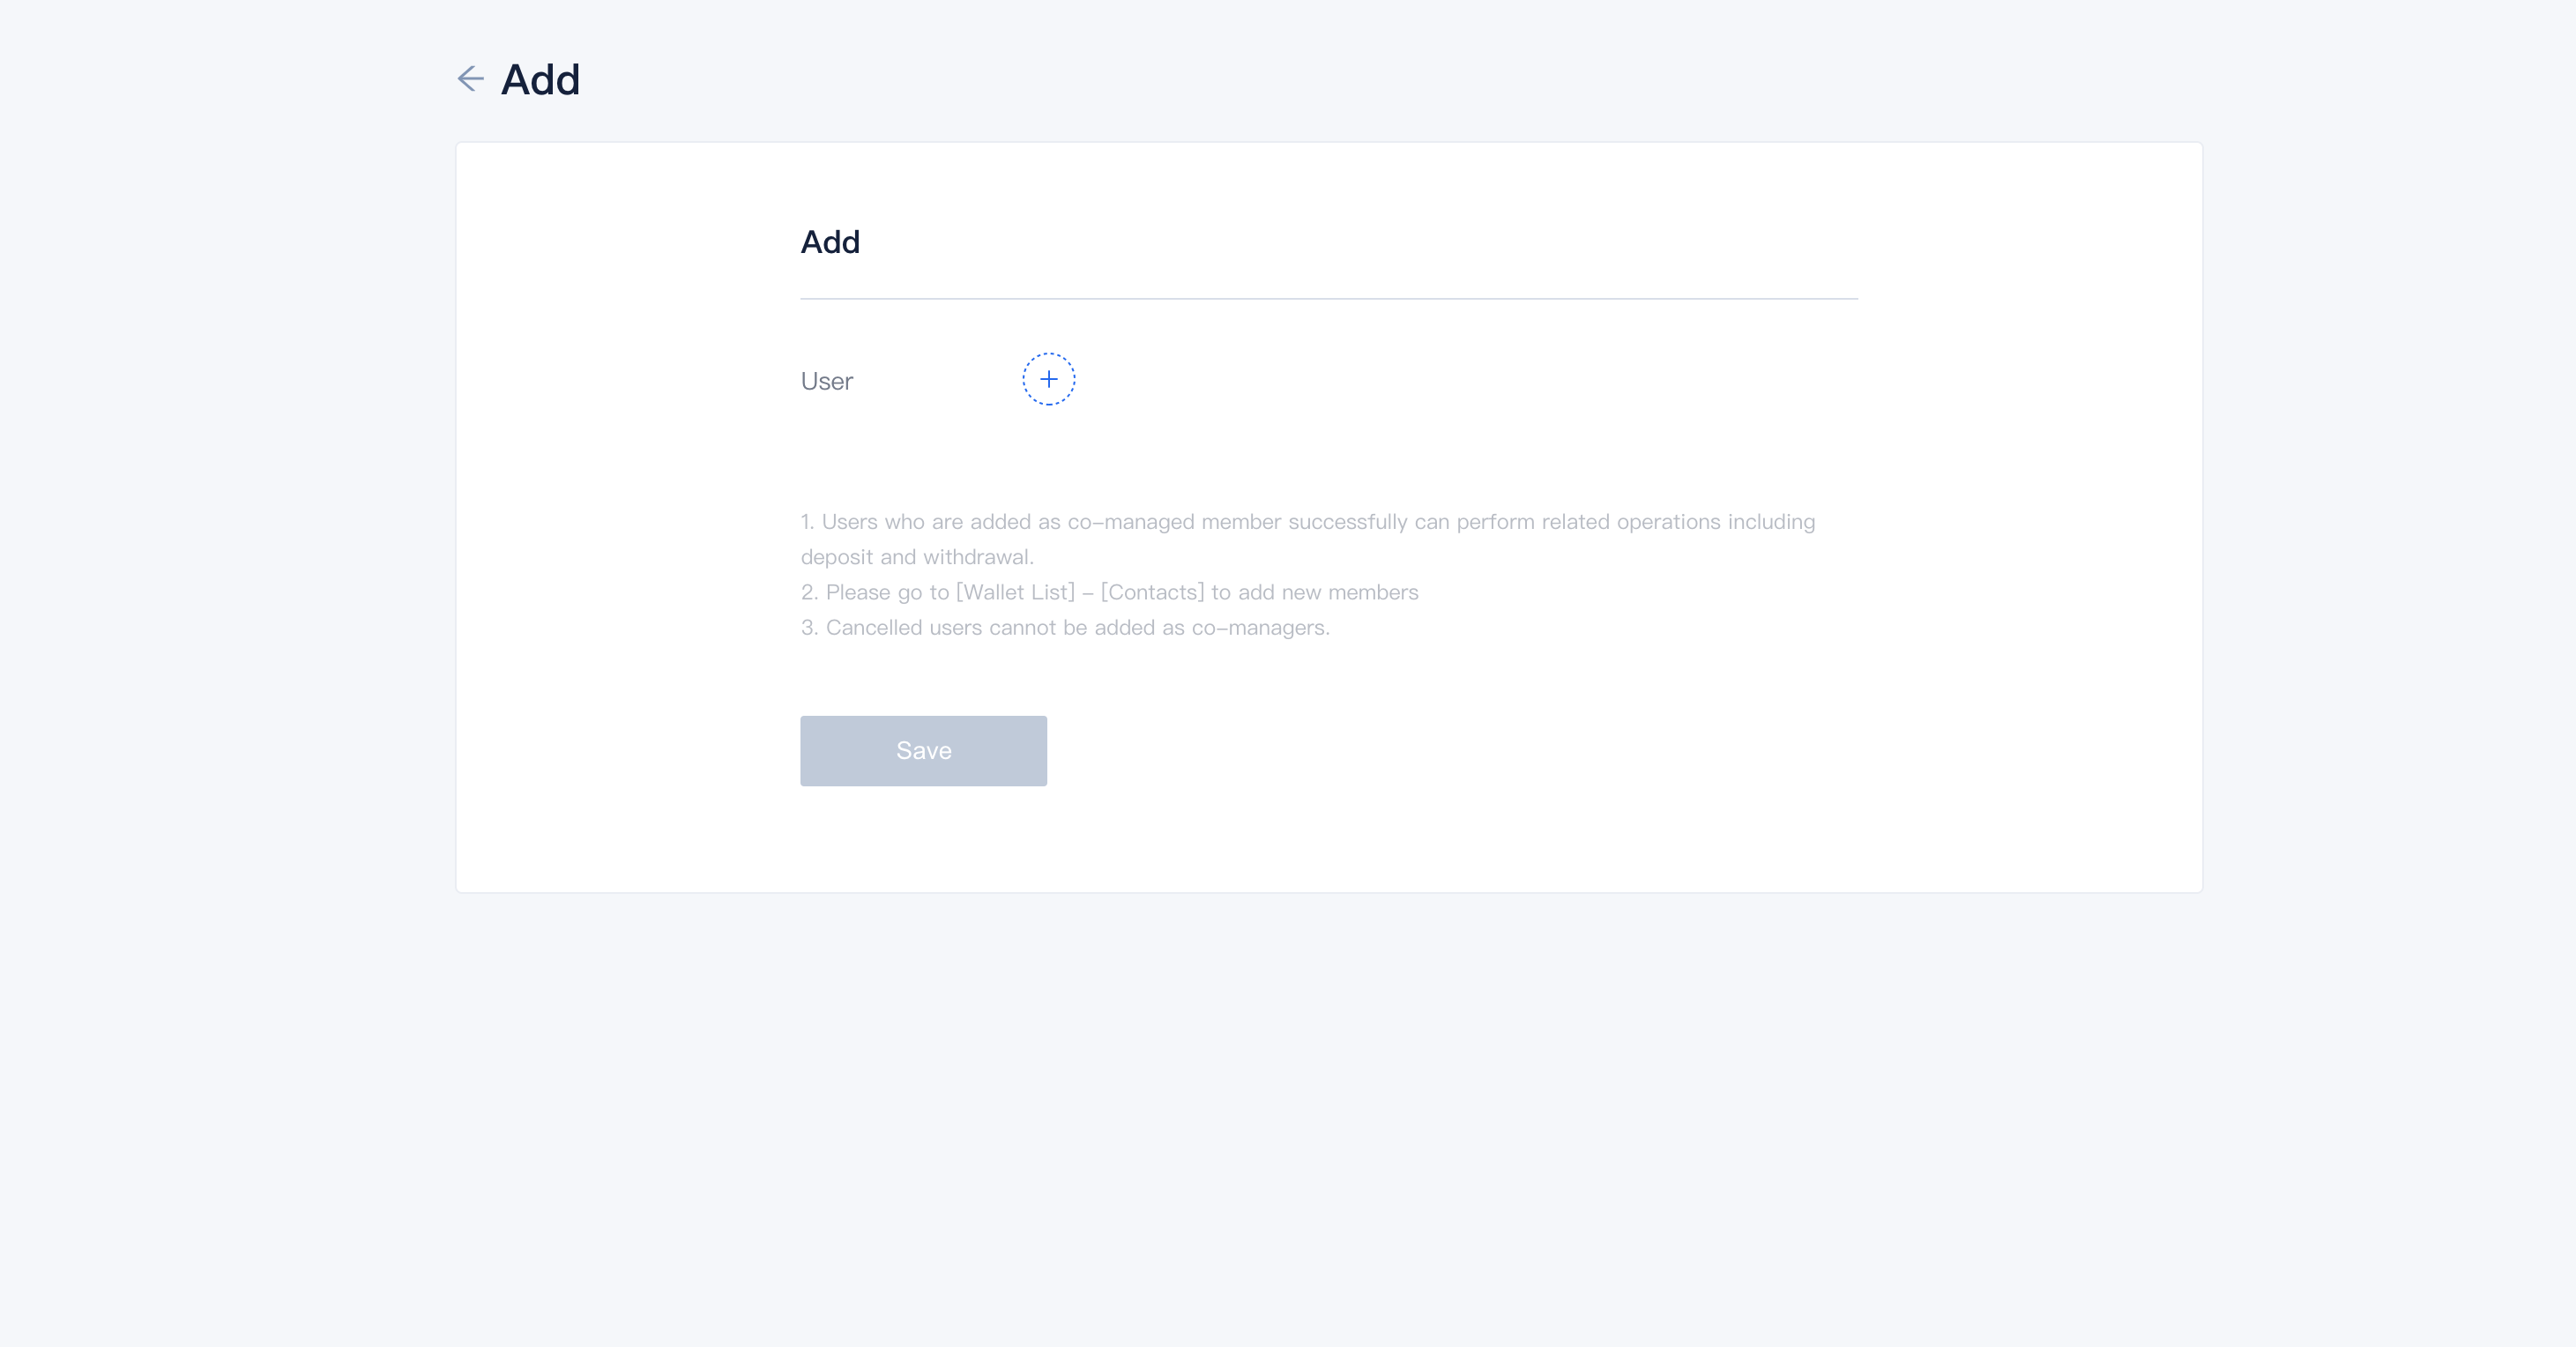 Add
Add
User
1. Users who are added as co-managed member successfully can perform related operations including
deposit and withdrawal.
2. Please go to [Wallet List] - [Contacts] to add new members
3. Cancelled users cannot be added as co-managers.
Save